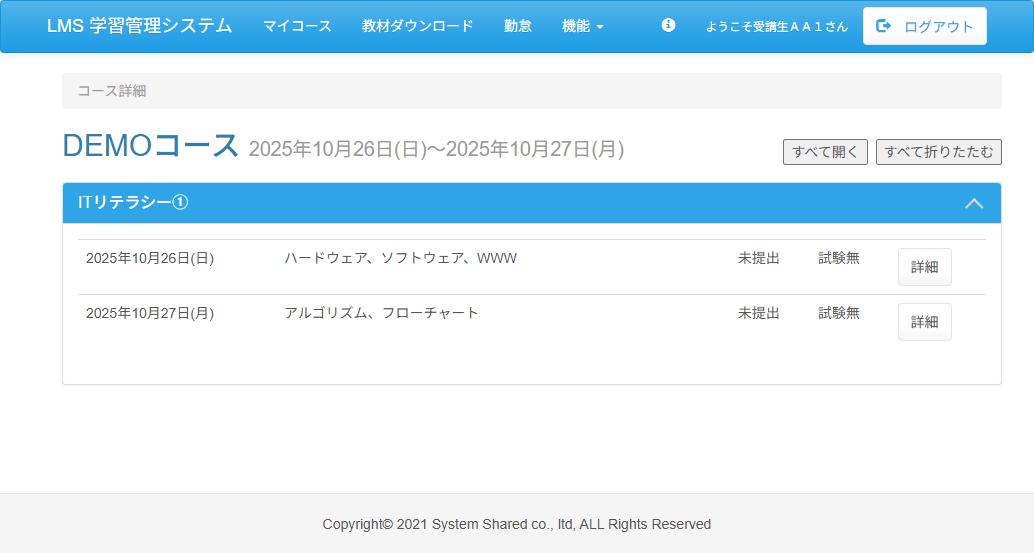 LMS 学習管理システム マイコース 教材ダウンロード 勤怠 機能 ようこそ受講生ＡＡ１さん ログアウト
コース詳細
DEMOコース 2025年10月26日(日)～2025年10月27日(月) すべて開く すべて折りたたむ
ITリテラシー①
2025年10月26日(日) ハードウェア、ソフトウェア、WWW 未提出 試験無 詳細
2025年10月27日(月) アルゴリズム、フローチャート 未提出 試験無 詳細
Copyright© 2021 System Shared co., ltd, ALL Rights Reserved